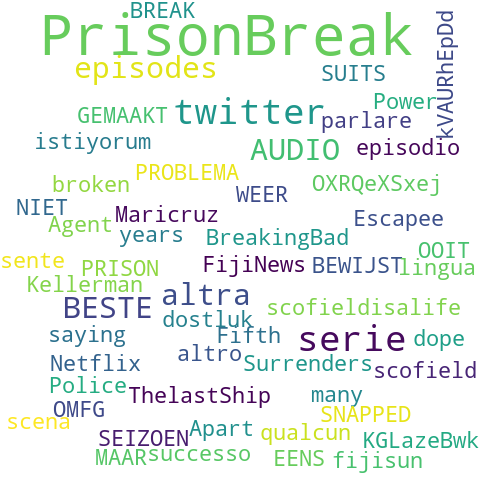 BREAK
PrisonBreak
kVAURhEpDd
episodes
SUITS
twitter
Power
GEMAAKT
parlare
istiyorum
AUDIO
episodio
PROBLEMA
broken
WEER
OXRQeXSxej
NIET
Maricruz
Escapee
Agent
years
BreakingBad
OOIT
sente
PRISON
FijiNews
BEWIJST
lingua
Kellerman
BESTE
altra
scofieldisalife
dostluk
saying
Fifth
serie
dope
altro
Netflix
Surrenders
scofield
Police
ThelastShip
many
OMFG
SNAPPED
scena
Apart
SEIZOEN
qualcun
KGLazeBwk
MAAR
successo
EENS
fijisun